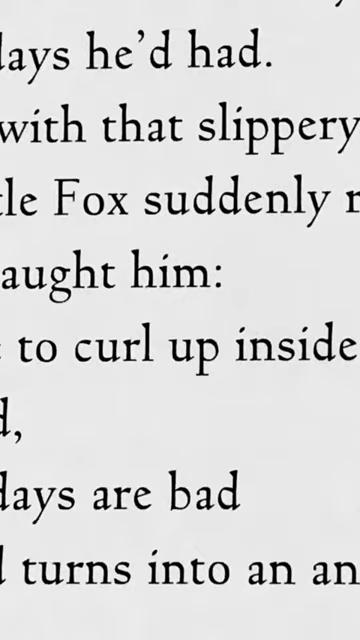 days he'd had.
with that slippery
tle Fox suddenly
aught him:
to curl up inside
d,
days are bad
turns into an an